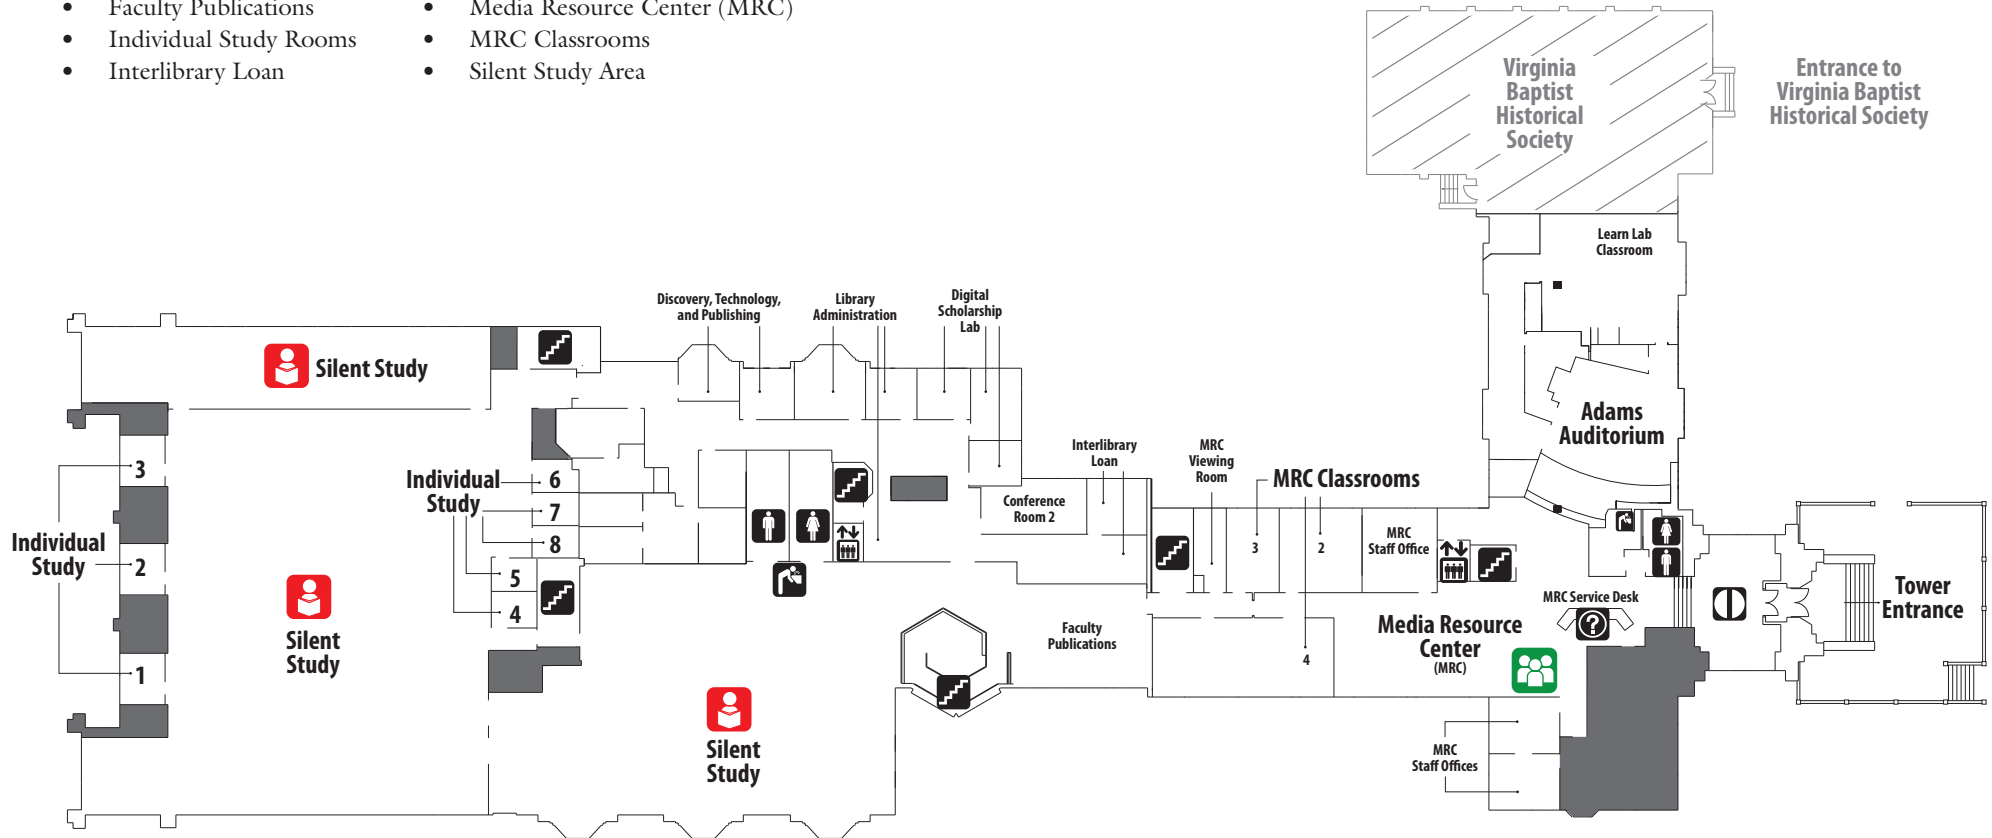 • Faculty Publications
• Individual Study Rooms
• Interlibrary Loan
• Media Resource Center (MRC)
• MRC Classrooms
• Silent Study Area
Virginia
Baptist
Historical
Society
Entrance to
Virginia Baptist
Historical Society
Learn Lab
Classroom
Discovery, Technology,
and Publishing
Library
Administration
Digital
Scholarship
Lab
Silent Study
Adams
Auditorium
Interlibrary
Loan
MRC
Viewing
Room
MRC Classrooms
3
2
4
Individual
Study
6
7
8
5
4
Conference
Room 2
MRC
Staff Office
Individual
Study
3
2
1
Silent
Study
MRC Service Desk
?
Tower
Entrance
Faculty
Publications
Media Resource
Center
(MRC)
Silent
Study
MRC
Staff Offices